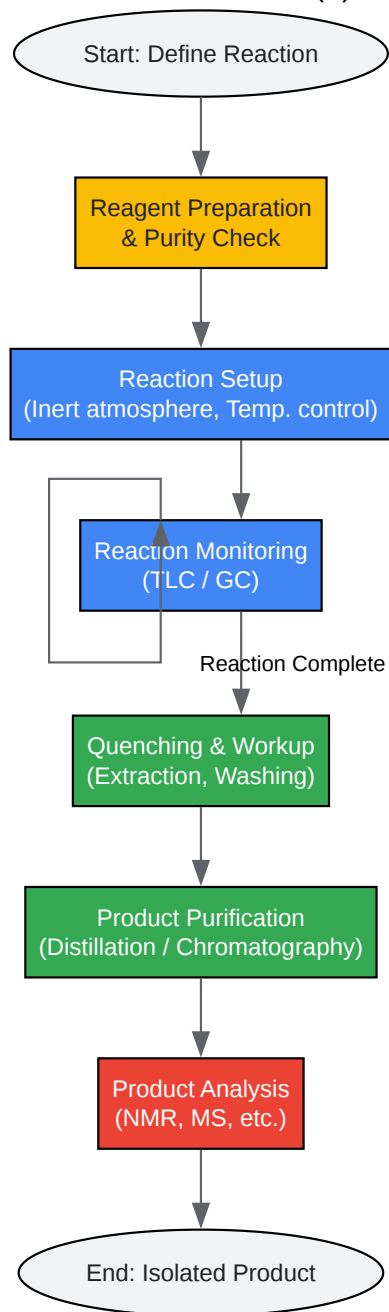 Start: Define Reaction
Reagent Preparation
& Purity Check
Reaction Setup
(Inert atmosphere, Temp. control)
Reaction Monitoring
(TLC / GC)
Reaction Complete
Quenching & Workup
(Extraction, Washing)
Product Purification
(Distillation / Chromatography)
Product Analysis
(NMR, MS, etc.)
End: Isolated Product